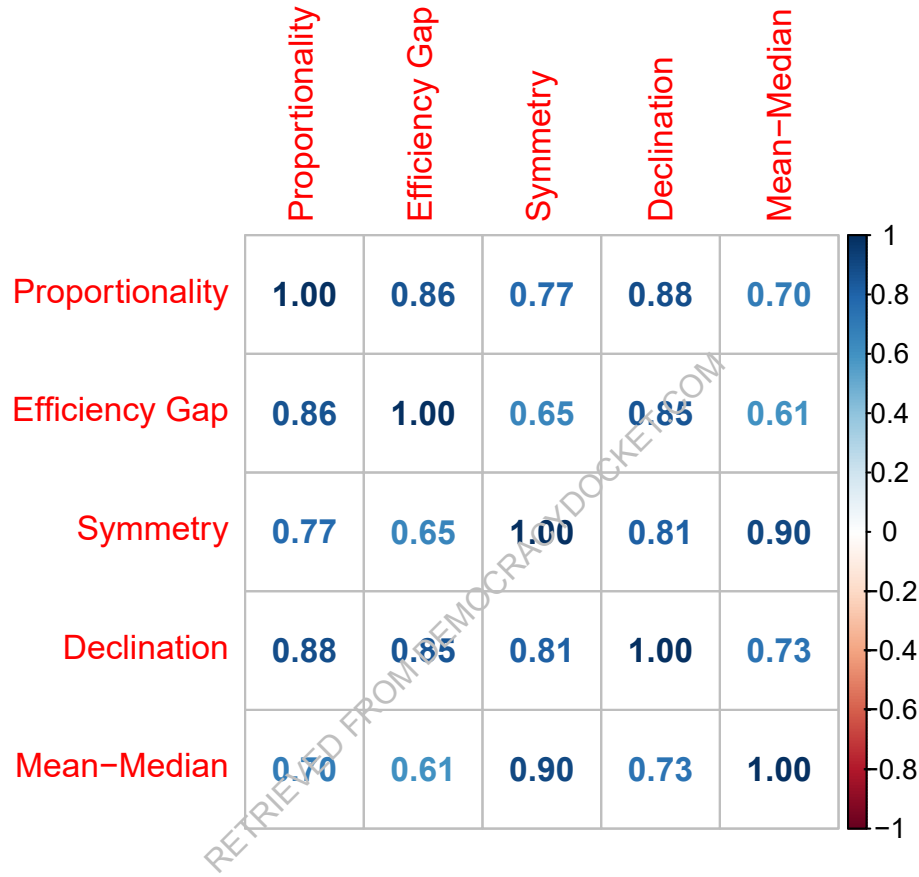 Proportionality
Efficiency Gap
Symmetry
Declination
Mean−Median
Proportionality 1.00 0.86 0.77 0.88 0.70
Efficiency Gap 0.86 1.00 0.65 0.85 0.61
Symmetry 0.77 0.65 1.00 0.81 0.90
Declination 0.88 0.85 0.81 1.00 0.73
Mean−Median 0.70 0.61 0.90 0.73 1.00
1
0.8
0.6
0.4
0.2
0
−0.2
−0.4
−0.6
−0.8
−1
RETRIEVED FROM DEMOCRACYDOCKET.COM